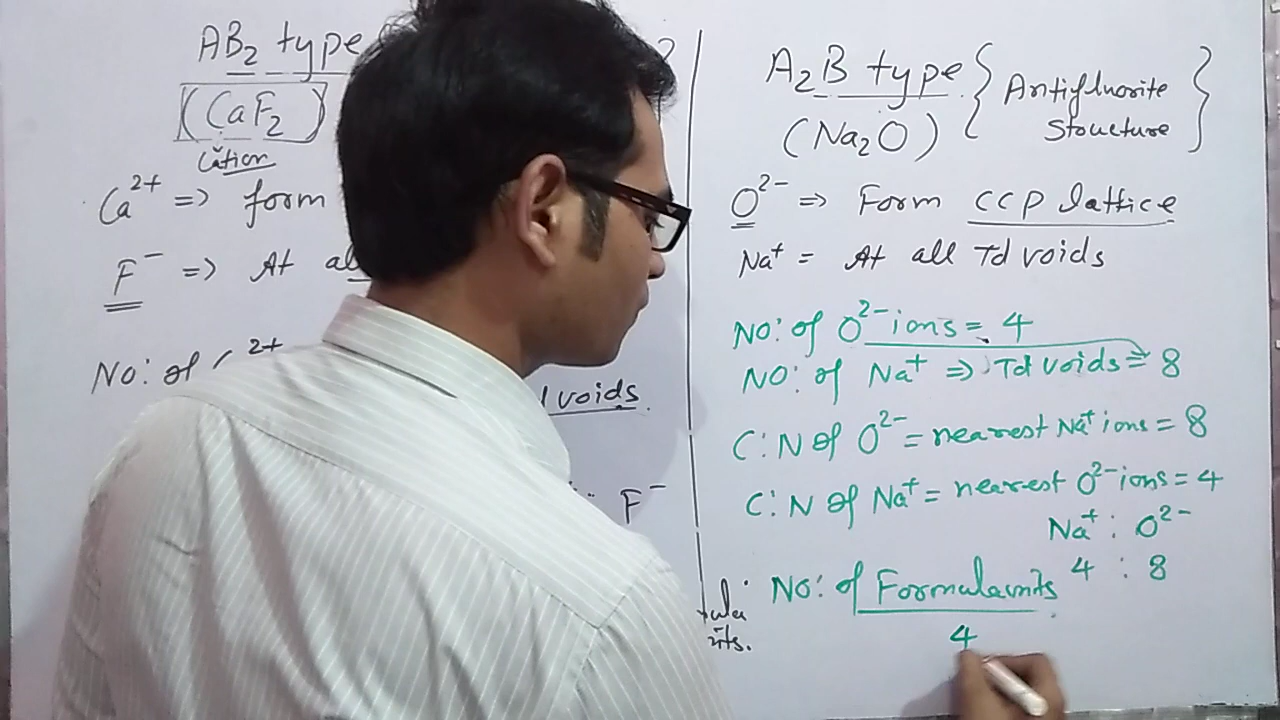 AB2 type
(CaF2)
Cation
Ca2+ => form
F- => At al
No: of C 2+
voids.
F-
A2B type { Antifluorite
Structure }
(Na2O)
O2- => Form CCP lattice
Na+ = At all Td voids
NO: of O2- ions = 4
NO: of Na+ => Td voids = 8
C:N of O2- = nearest Na+ ions = 8
C:N of Na+ = nearest O2- ions = 4
Na+ : O2-
4 : 8
NO: of Formulaunits
4